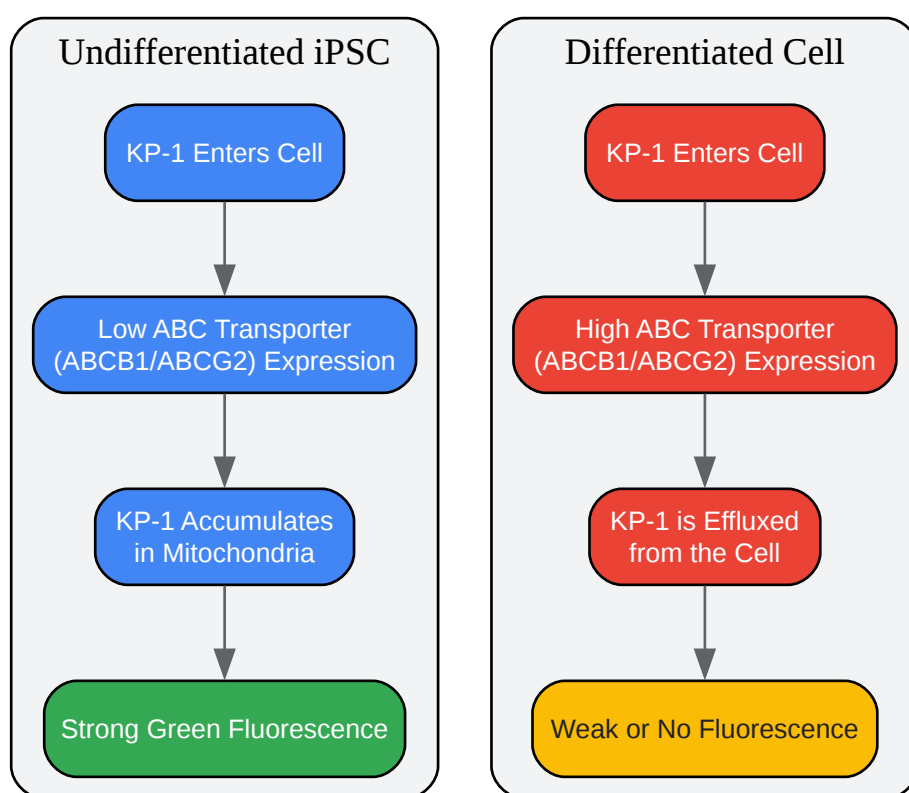 Undifferentiated iPSC
KP-1 Enters Cell
Low ABC Transporter
(ABCB1/ABCG2) Expression
KP-1 Accumulates
in Mitochondria
Strong Green Fluorescence
Differentiated Cell
KP-1 Enters Cell
High ABC Transporter
(ABCB1/ABCG2) Expression
KP-1 is Effluxed
from the Cell
Weak or No Fluorescence